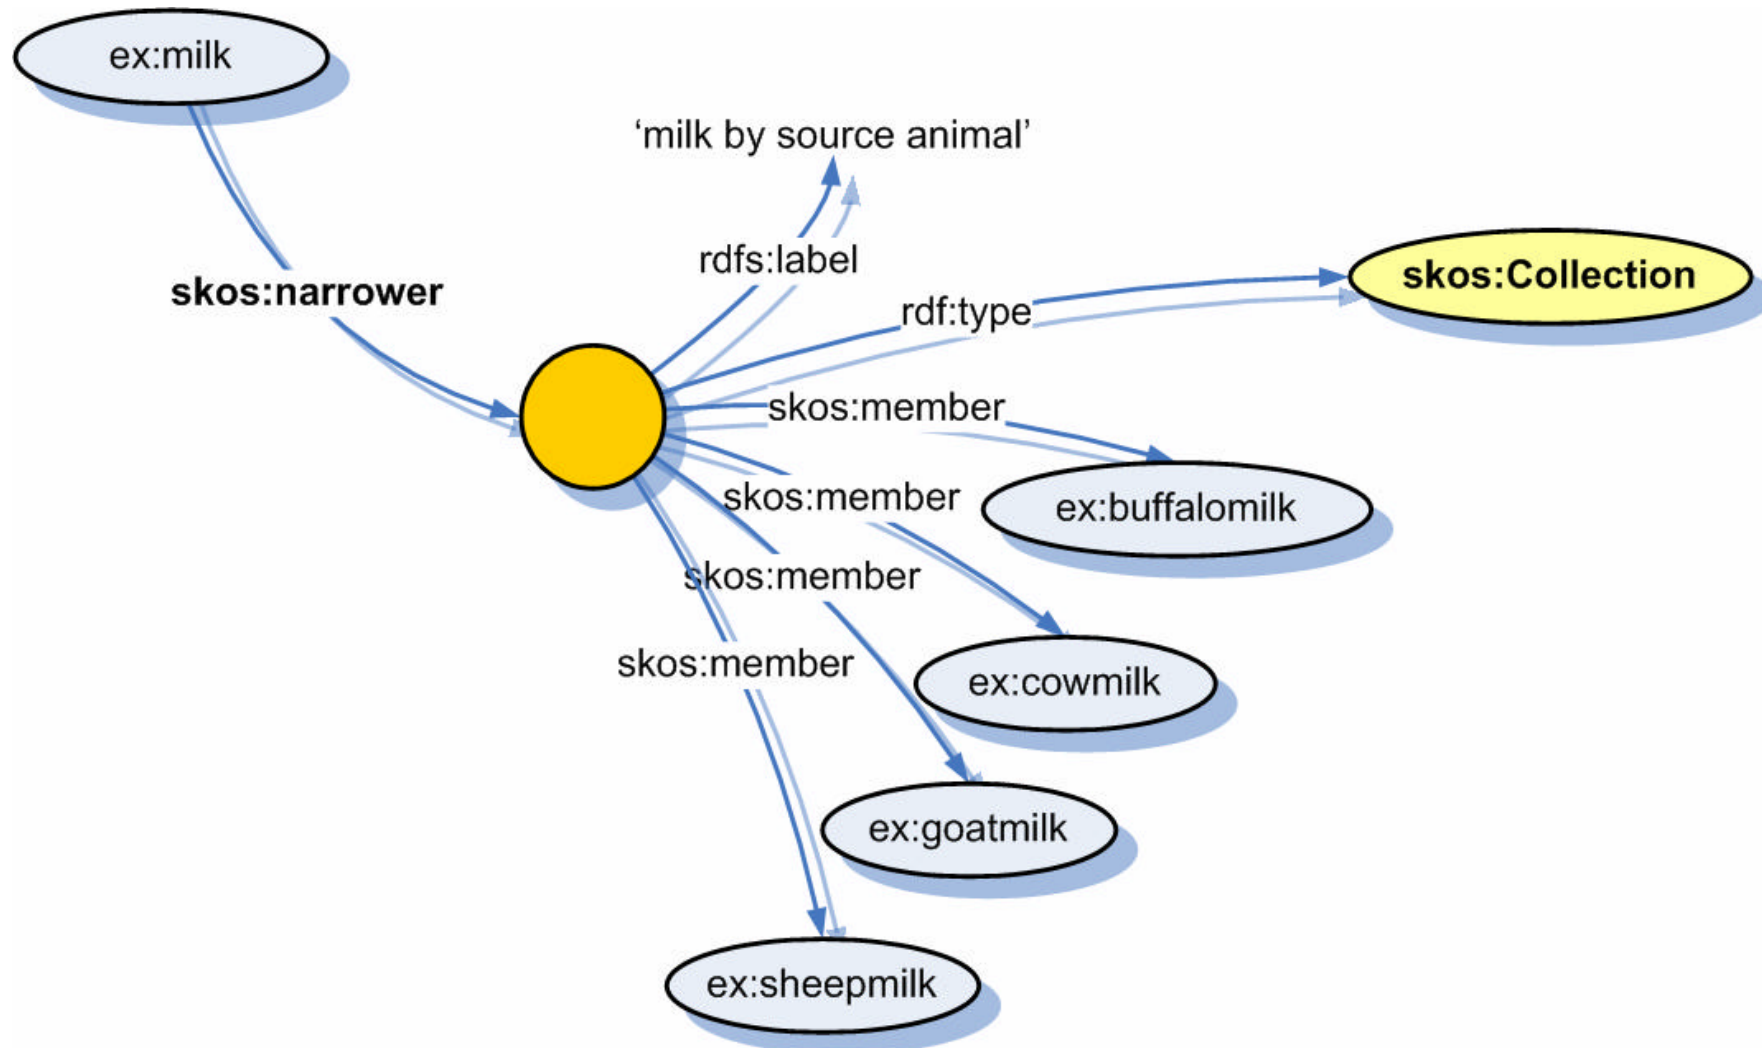 ex:milk
‘milk by source animal’
rdfs:label
skos:Collection
skos:narrower
rdf:type
skos:member
skos:member
ex:buffalomilk
skos:member
skos:member
ex:cowmilk
ex:goatmilk
ex:sheepmilk